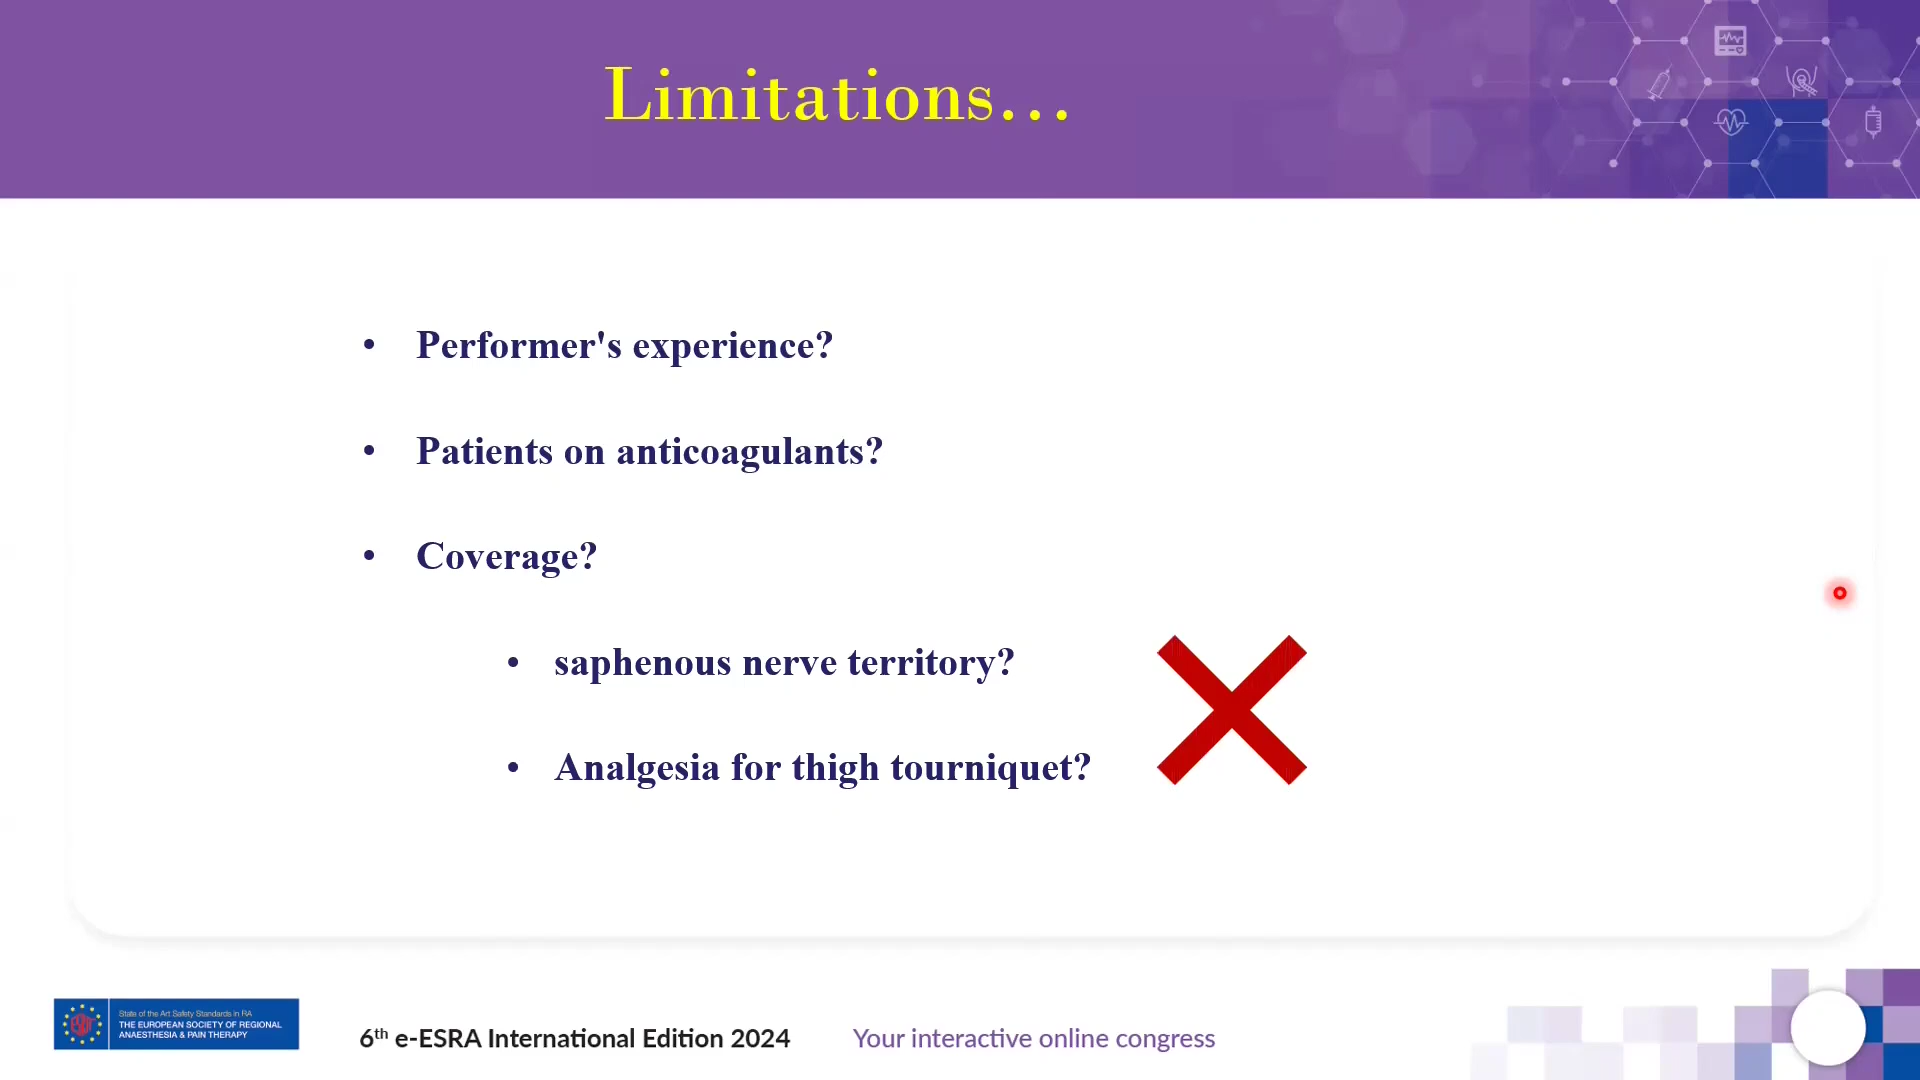 Limitations...
• Performer's experience?
• Patients on anticoagulants?
• Coverage?
• saphenous nerve territory?
• Analgesia for thigh tourniquet?
State of the Art Safety Standards in RA
THE EUROPEAN SOCIETY OF REGIONAL
ANAESTHESIA & PAIN THERAPY
6th e-ESRA International Edition 2024
Your interactive online congress